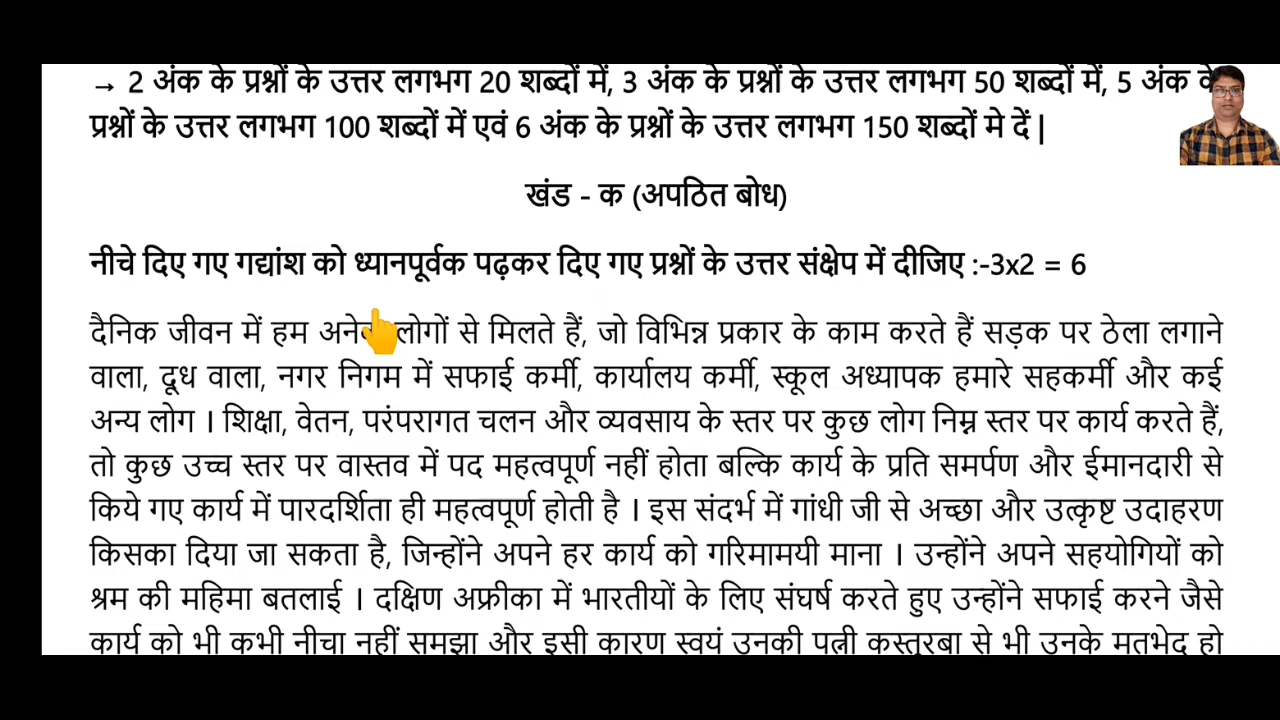 → 2 अंक के प्रश्नों के उत्तर लगभग 20 शब्दों में, 3 अंक के प्रश्नों के उत्तर लगभग 50 शब्दों में, 5 अंक के
प्रश्नों के उत्तर लगभग 100 शब्दों में एवं 6 अंक के प्रश्नों के उत्तर लगभग 150 शब्दों मे दें |
खंड - क (अपठित बोध)
नीचे दिए गए गद्यांश को ध्यानपूर्वक पढ़कर दिए गए प्रश्नों के उत्तर संक्षेप में दीजिए :-3x2 = 6
दैनिक जीवन में हम अनेक लोगों से मिलते हैं, जो विभिन्न प्रकार के काम करते हैं सड़क पर ठेला लगाने
वाला, दूध वाला, नगर निगम में सफाई कर्मी, कार्यालय कर्मी, स्कूल अध्यापक हमारे सहकर्मी और कई
अन्य लोग । शिक्षा, वेतन, परंपरागत चलन और व्यवसाय के स्तर पर कुछ लोग निम्न स्तर पर कार्य करते हैं,
तो कुछ उच्च स्तर पर वास्तव में पद महत्वपूर्ण नहीं होता बल्कि कार्य के प्रति समर्पण और ईमानदारी से
किये गए कार्य में पारदर्शिता ही महत्वपूर्ण होती है । इस संदर्भ में गांधी जी से अच्छा और उत्कृष्ट उदाहरण
किसका दिया जा सकता है, जिन्होंने अपने हर कार्य को गरिमामयी माना । उन्होंने अपने सहयोगियों को
श्रम की महिमा बतलाई । दक्षिण अफ्रीका में भारतीयों के लिए संघर्ष करते हुए उन्होंने सफाई करने जैसे
कार्य को भी कभी नीचा नहीं समझा और इसी कारण स्वयं उनकी पत्नी कस्तूरबा से भी उनके मतभेद हो